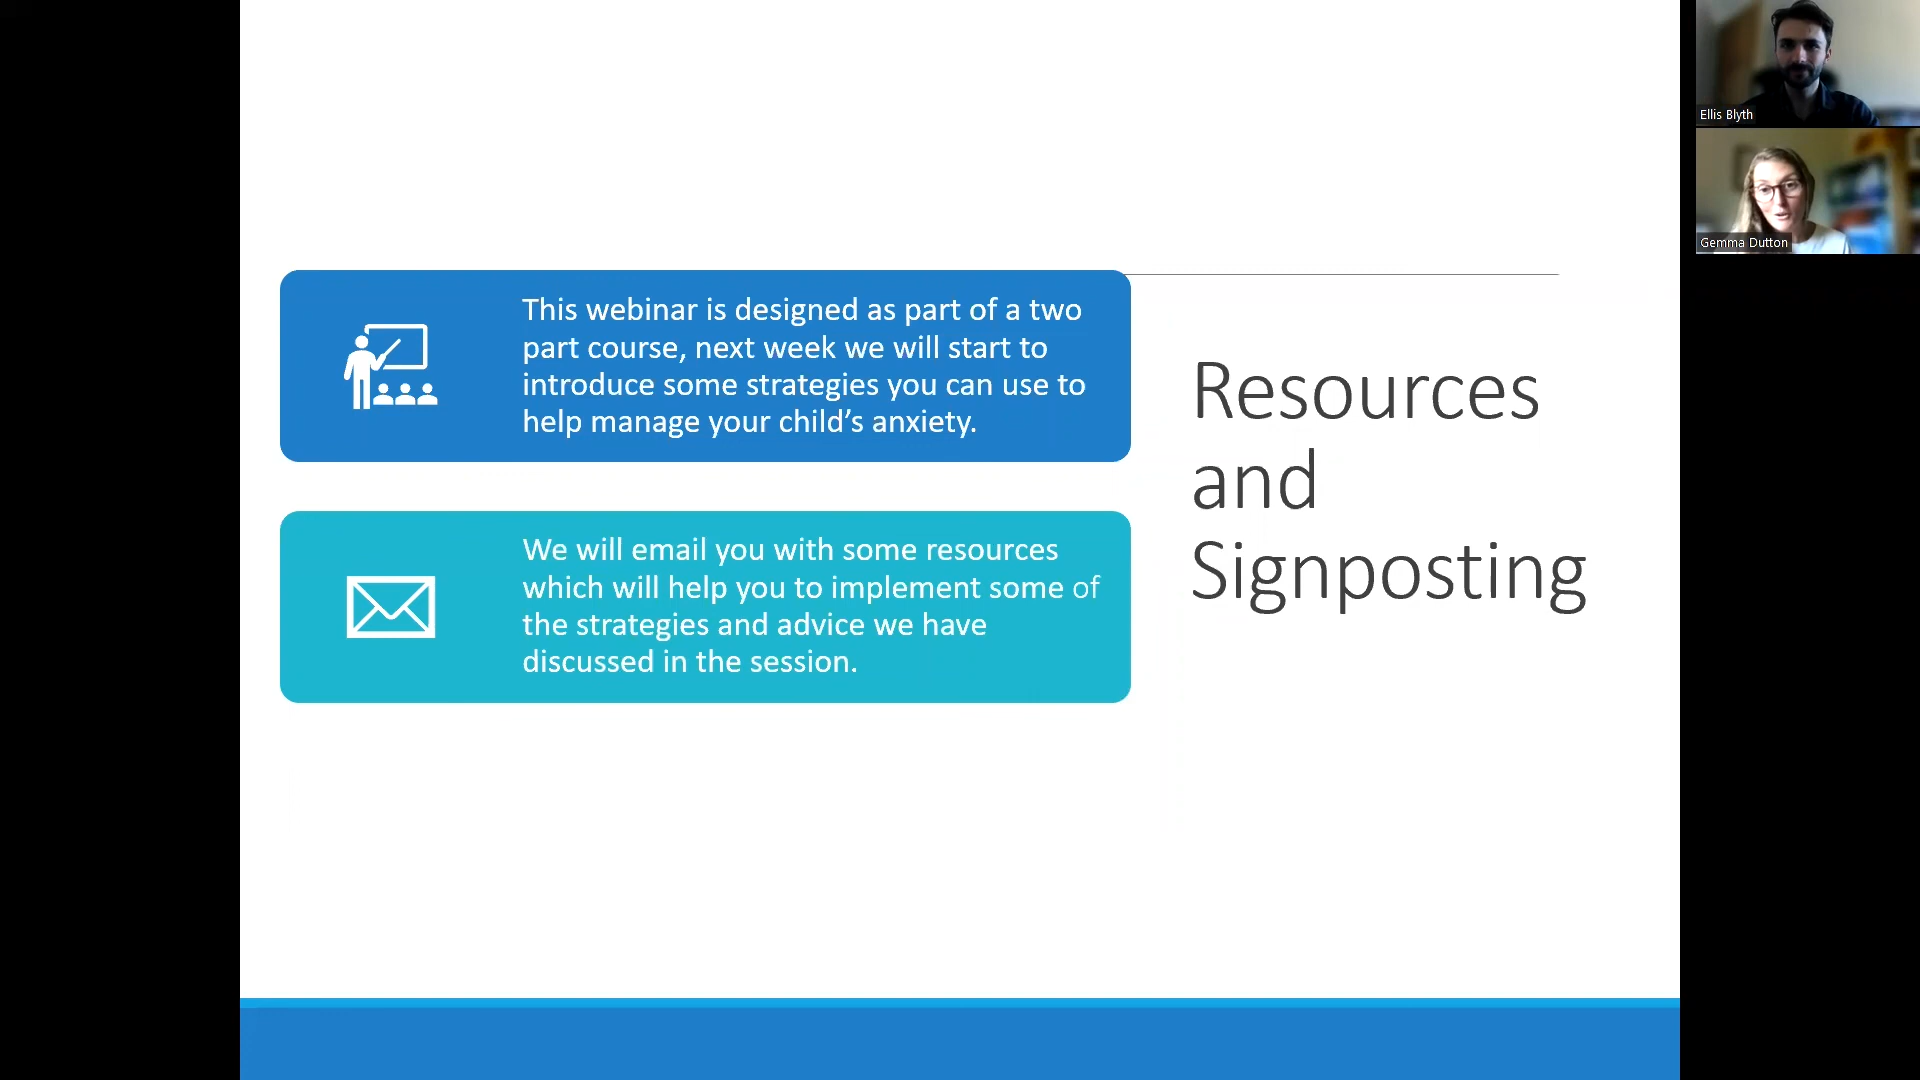 This webinar is designed as part of a two
part course, next week we will start to
introduce some strategies you can use to
help manage your child’s anxiety.
We will email you with some resources
which will help you to implement some of
the strategies and advice we have
discussed in the session.
Resources
and
Signposting
Ellis Blyth
Gemma Dutton